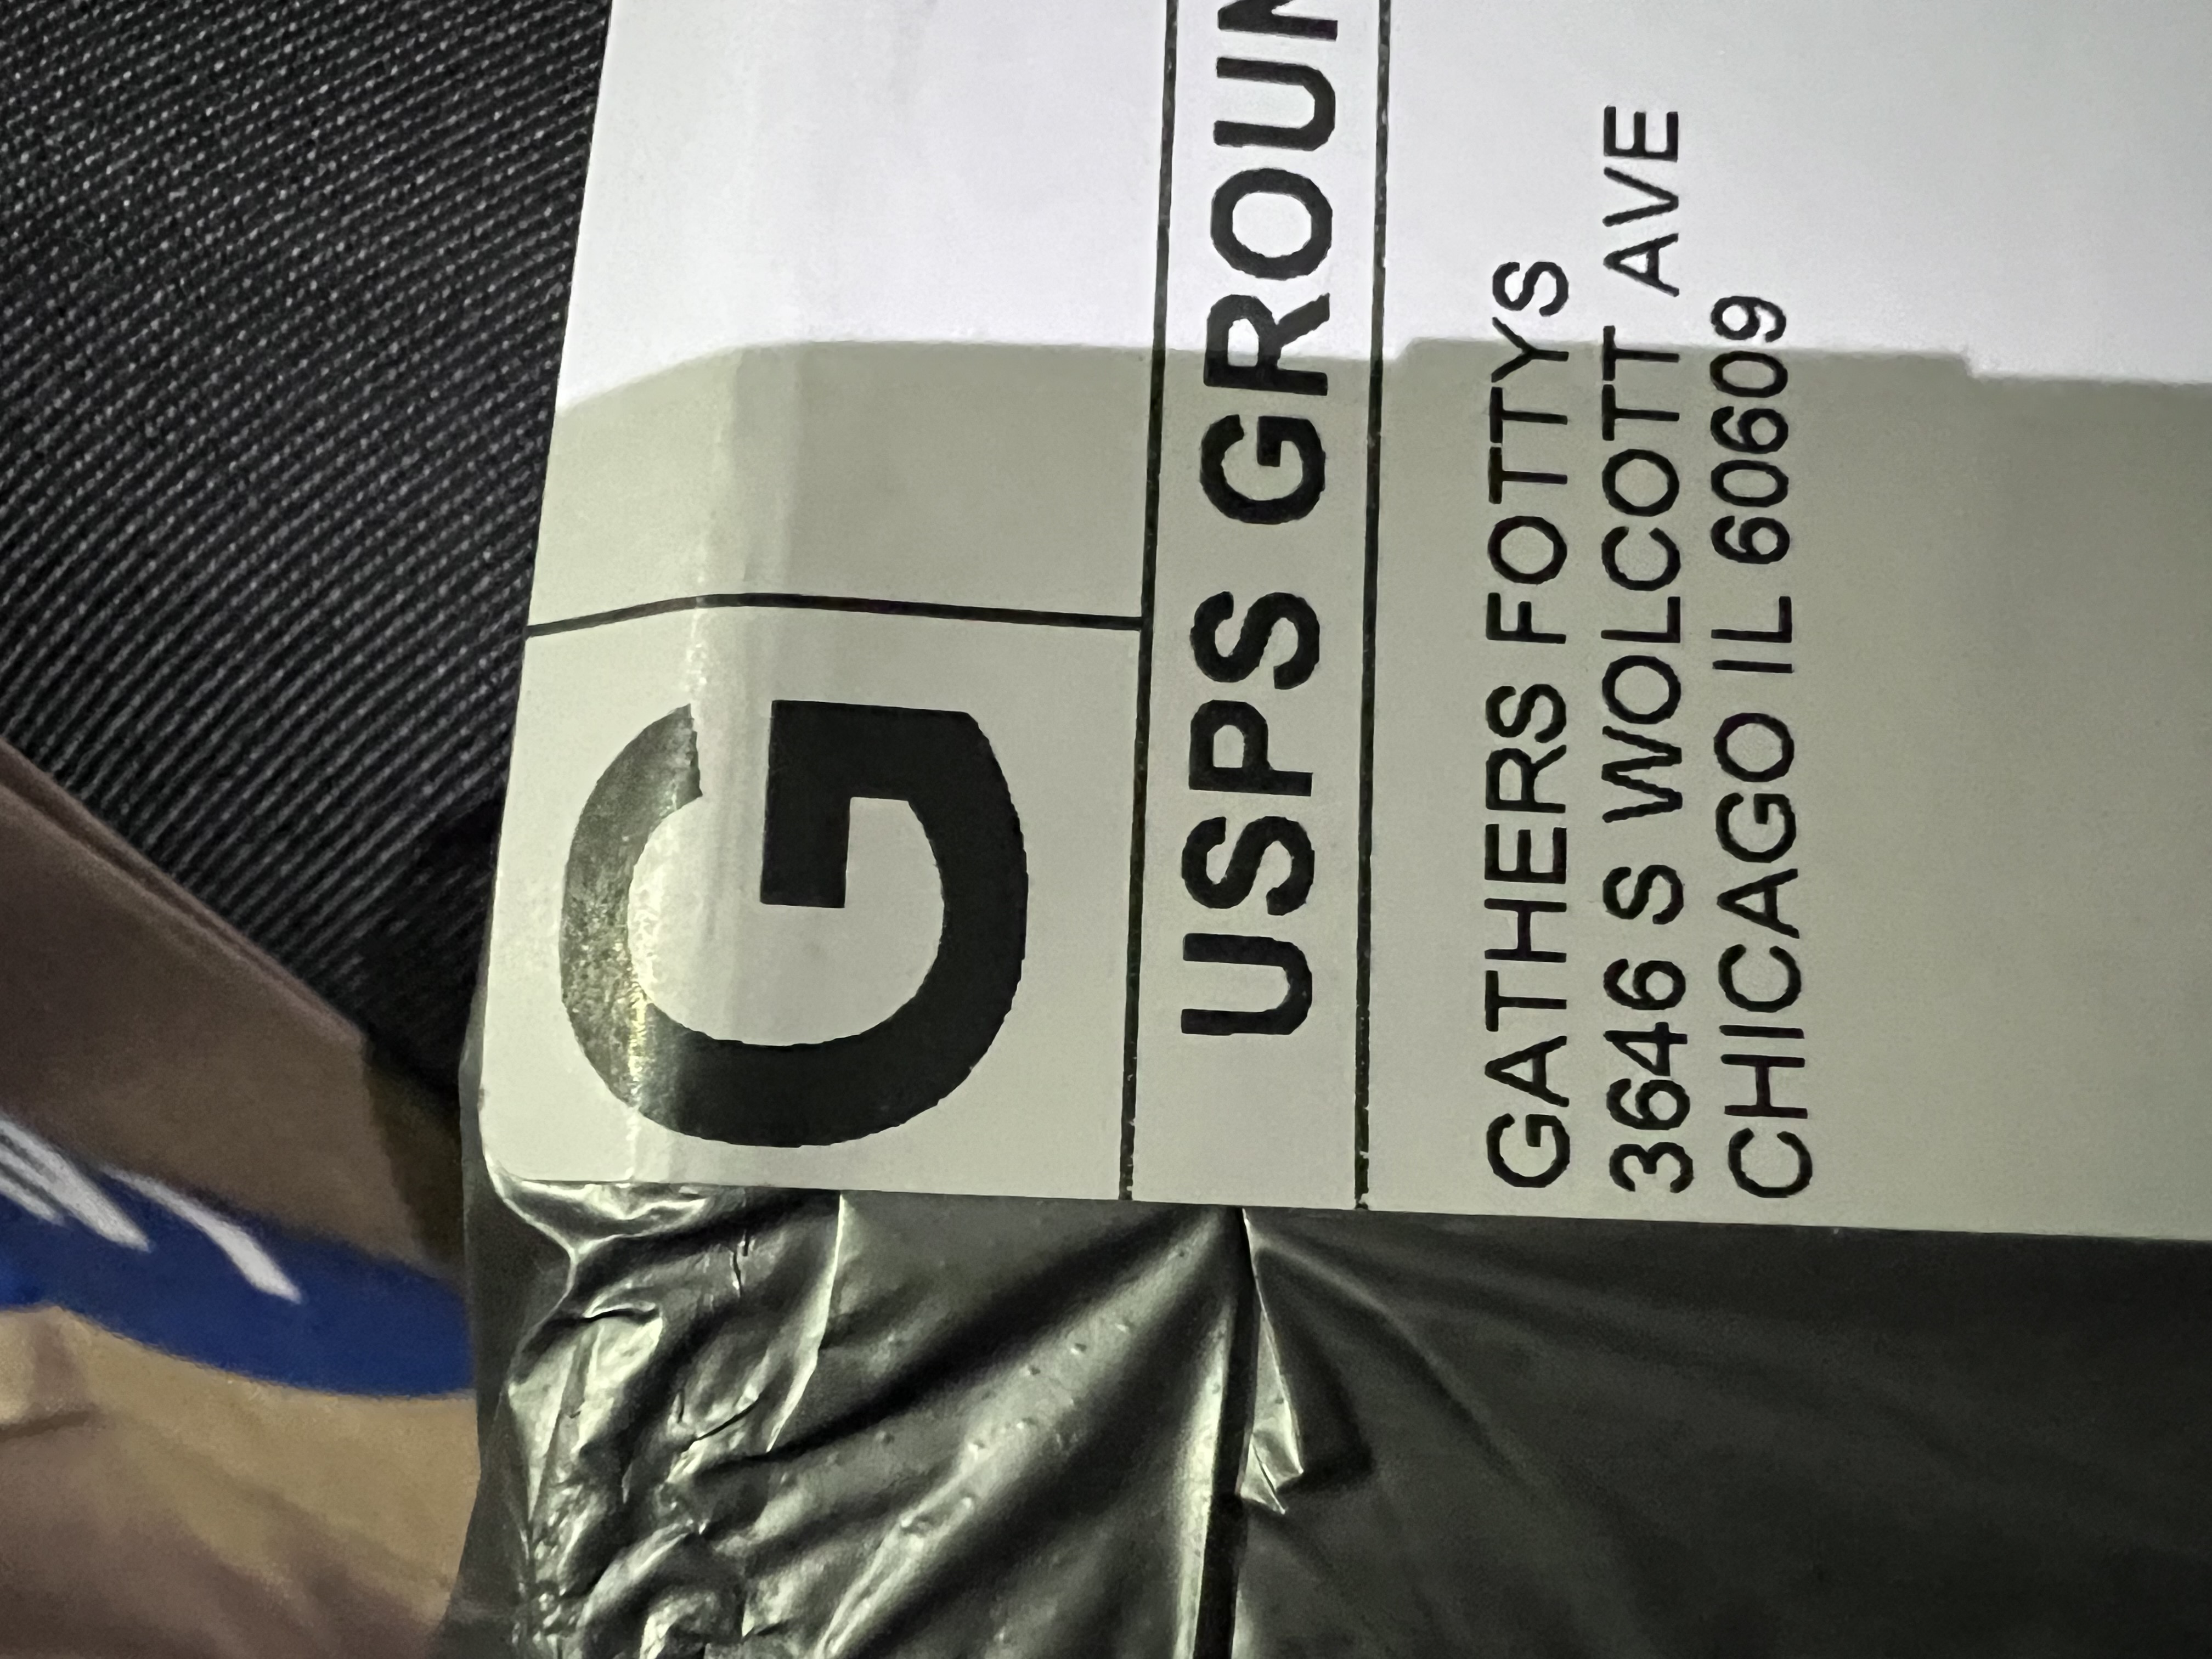 G
USPS GROUN
GATHERS FOTTYS
3646 S WOLCOTT AVE
CHICAGO IL 60609